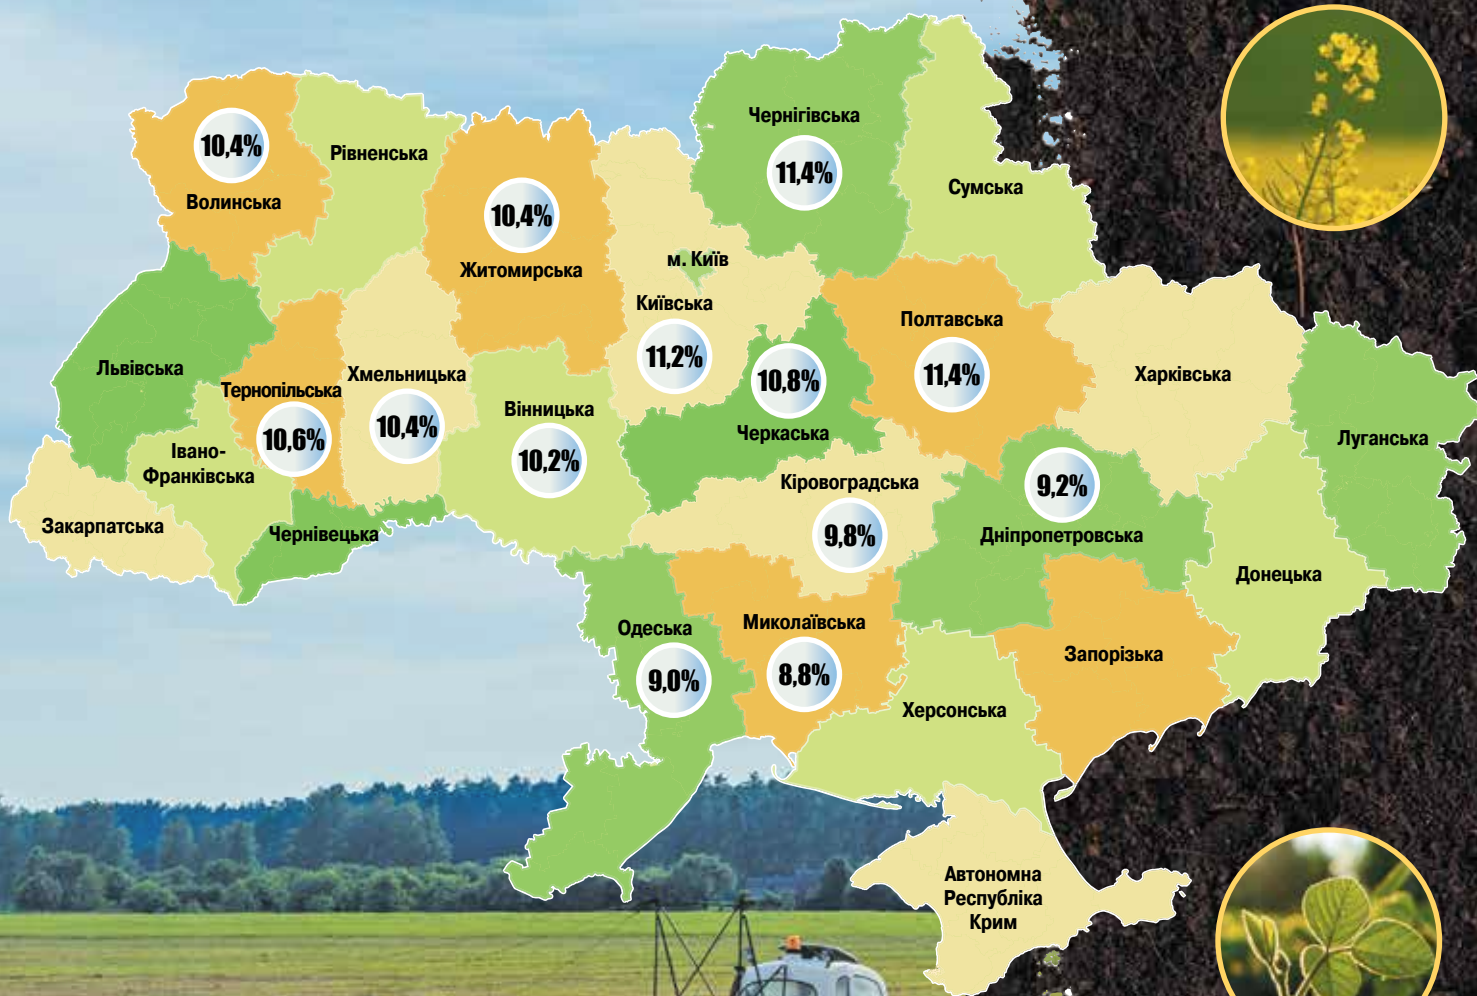 Чернігівська
11,4%
Сумська
10,4%
Волинська
Рівненська
10,4%
Житомирська
м. Київ
Київська
11,2%
Полтавська
11,4%
Харківська
Луганська
Львівська
Тернопільська
10,6%
Хмельницька
10,4%
Вінницька
10,2%
10,8%
Черкаська
Івано-
Франківська
Закарпатська
Чернівецька
Кіровоградська
9,8%
9,2%
Дніпропетровська
Донецька
Одеська
9,0%
Миколаївська
8,8%
Запорізька
Херсонська
Автономна
Республіка
Крим